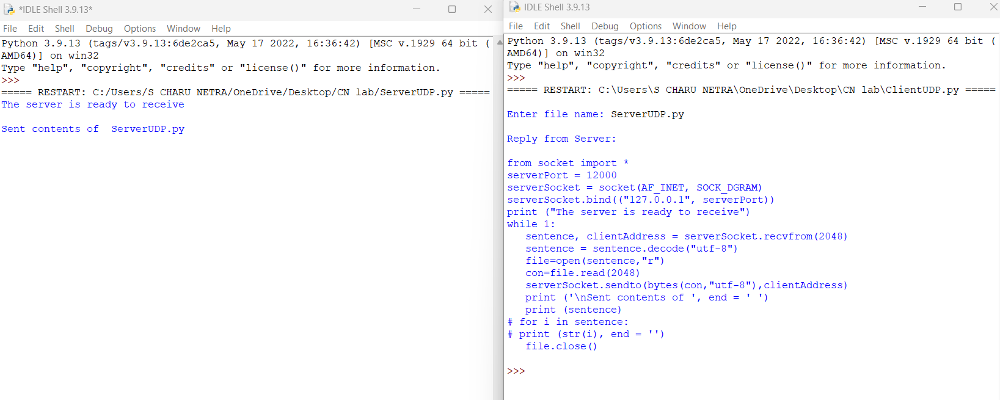 *IDLE Shell 3.9.13*
File Edit Shell Debug Options Window Help
Python 3.9.13 (tags/v3.9.13:6de2ca5, May 17 2022, 16:36:42) [MSC v.1929 64 bit (
AMD64)] on win32
Type "help", "copyright", "credits" or "license()" for more information.
>>>
===== RESTART: C:/Users/S CHARU NETRA/OneDrive/Desktop/CN lab/ServerUDP.py =====
The server is ready to receive
Sent contents of  ServerUDP.py
IDLE Shell 3.9.13
File Edit Shell Debug Options Window Help
Python 3.9.13 (tags/v3.9.13:6de2ca5, May 17 2022, 16:36:42) [MSC v.1929 64 bit (
AMD64)] on win32
Type "help", "copyright", "credits" or "license()" for more information.
>>>
===== RESTART: C:\Users\S CHARU NETRA\OneDrive\Desktop\CN lab\ClientUDP.py =====
Enter file name: ServerUDP.py
Reply from Server:
from socket import *
serverPort = 12000
serverSocket = socket(AF_INET, SOCK_DGRAM)
serverSocket.bind(("127.0.0.1", serverPort))
print ("The server is ready to receive")
while 1:
   sentence, clientAddress = serverSocket.recvfrom(2048)
   sentence = sentence.decode("utf-8")
   file=open(sentence,"r")
   con=file.read(2048)
   serverSocket.sendto(bytes(con,"utf-8"),clientAddress)
   print ('\nSent contents of ', end = ' ')
   print (sentence)
# for i in sentence:
# print (str(i), end = '')
   file.close()
>>>